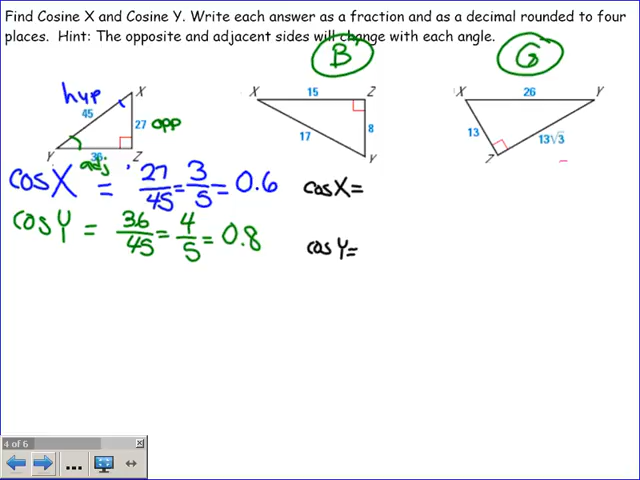 Find Cosine X and Cosine Y. Write each answer as a fraction and as a decimal rounded to four
places. Hint: The opposite and adjacent sides will change with each angle.
B
G
hyp
X
45
27
opp
Y
36
Z
adj
X
15
Z
17
8
Y
X
26
Y
13
13√3
Z
cos X = 27/45 = 3/5 = 0.6
cos X =
cos Y = 36/45 = 4/5 = 0.8
cos Y =
4 of 6